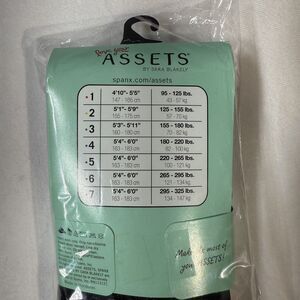 Love your
ASSETS
BY SARA BLAKELY
spanx.com/assets
1 4'10"- 5'5" 95 - 125 lbs.
147 - 165 cm 43 - 57 kg
2 5'1"- 5'9" 125 - 155 lbs.
155 - 175 cm 57 - 70 kg
3 5'3"- 5'11" 155 - 180 lbs.
160 - 180 cm 70 - 82 kg
4 5'4"- 6'0" 180 - 220 lbs.
163 - 183 cm 82 - 100 kg
5 5'4"- 6'0" 220 - 265 lbs.
163 - 183 cm 100 - 121 kg
6 5'4"- 6'0" 265 - 295 lbs.
163 - 183 cm 121 - 134 kg
7 5'4"- 6'0" 295 - 325 lbs.
163 - 183 cm 134 - 147 kg
Make the most of
your ASSETS!